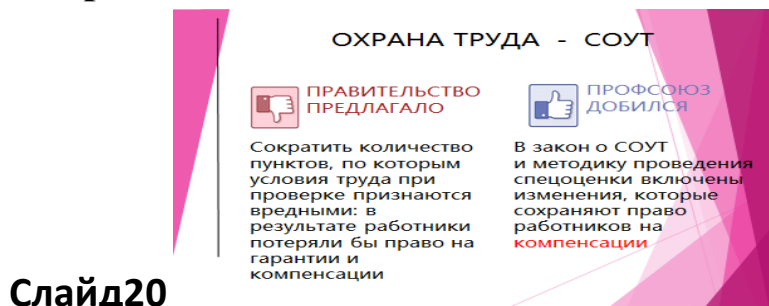 ОХРАНА ТРУДА - СОУТ
ПРАВИТЕЛЬСТВО
ПРЕДЛАГАЛО
Сократить количество
пунктов, по которым
условия труда при
проверке признаются
вредными: в
результате работники
потеряли бы право на
гарантии и
компенсации
ПРОФСОЮЗ
ДОБИЛСЯ
В закон о СОУТ
и методику проведения
спецоценки включены
изменения, которые
сохраняют право
работников на
компенсации
Слайд20